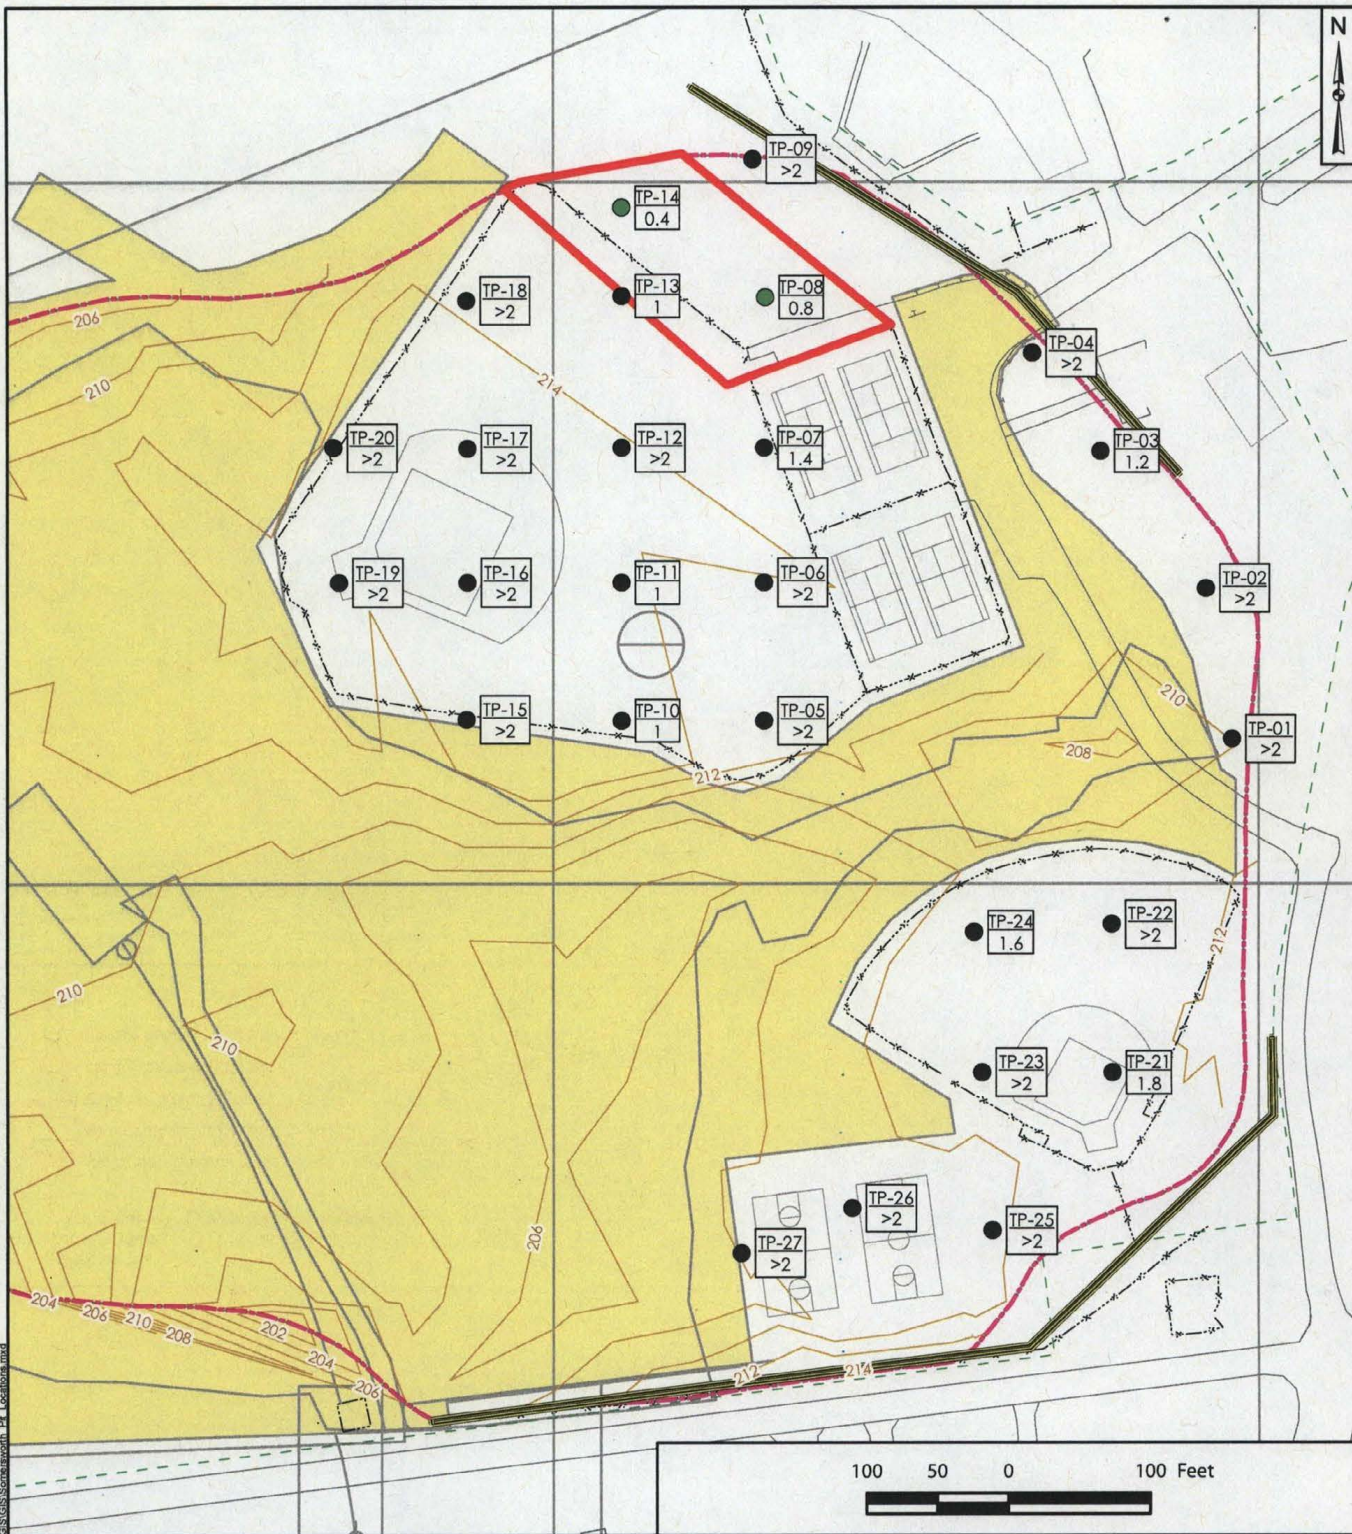 N
TP-09
>2
TP-14
0.4
TP-18
>2
TP-13
1
TP-08
0.8
206
TP-04
>2
210
214
TP-20
>2
TP-17
>2
TP-12
>2
TP-07
1.4
TP-03
1.2
TP-19
>2
TP-16
>2
TP-11
1
TP-06
>2
TP-02
>2
210
TP-15
>2
TP-10
1
TP-05
>2
TP-01
>2
208
212
TP-24
1.6
TP-22
>2
212
210
210
TP-23
>2
TP-21
1.8
TP-26
>2
TP-25
>2
206
TP-27
>2
204
206
210
208
202
204
206
212
214
100 50 0 100 Feet